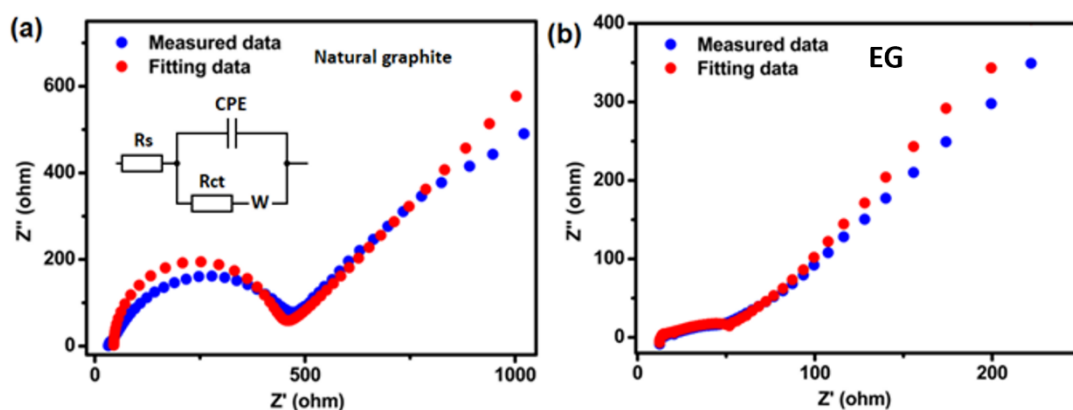 (a)
Measured data
Fitting data
Natural graphite
CPE
Rs
Rct
W
600
400
200
0
Z'' (ohm)
0
500
1000
Z' (ohm)
(b)
Measured data
Fitting data
EG
400
300
200
100
0
Z'' (ohm)
0
100
200
Z' (ohm)